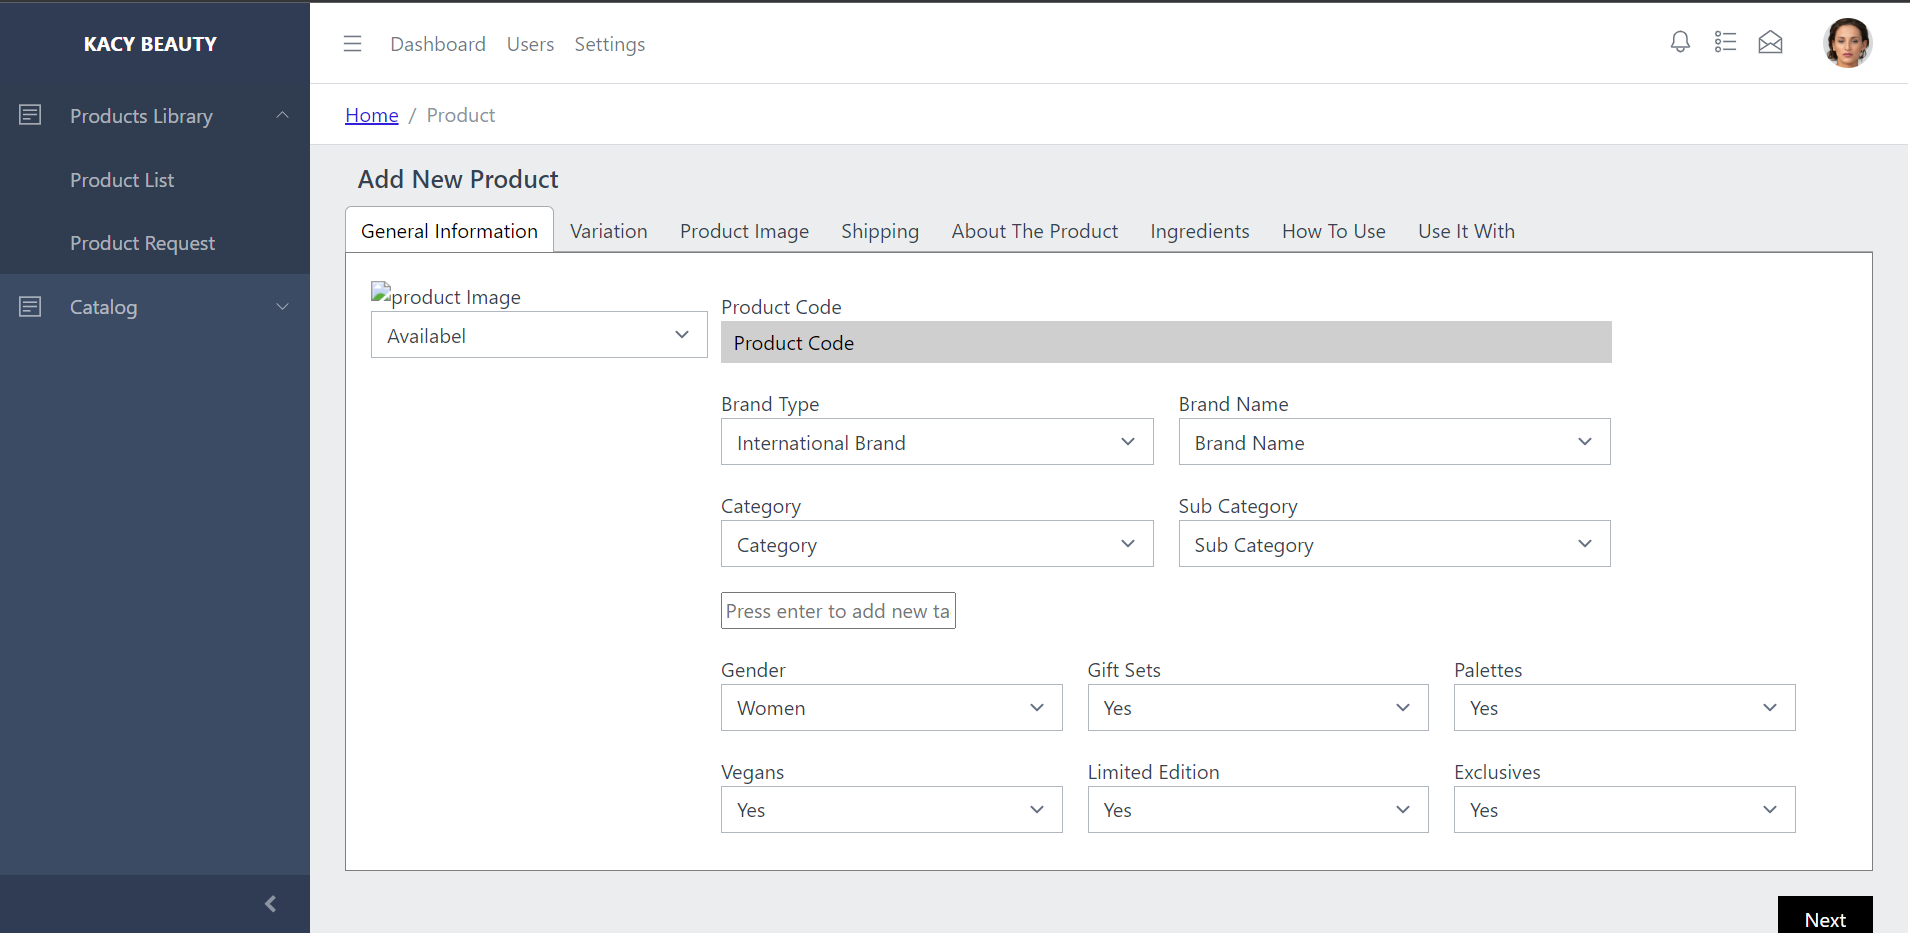 KACY BEAUTY
Dashboard Users Settings
Products Library
Product List
Product Request
Catalog
Home / Product
Add New Product
General Information Variation Product Image Shipping About The Product Ingredients How To Use Use It With
product Image
Availabel
Product Code
Product Code
Brand Type Brand Name
International Brand Brand Name
Category Sub Category
Category Sub Category
Press enter to add new ta
Gender Gift Sets Palettes
Women Yes Yes
Vegans Limited Edition Exclusives
Yes Yes Yes
Next